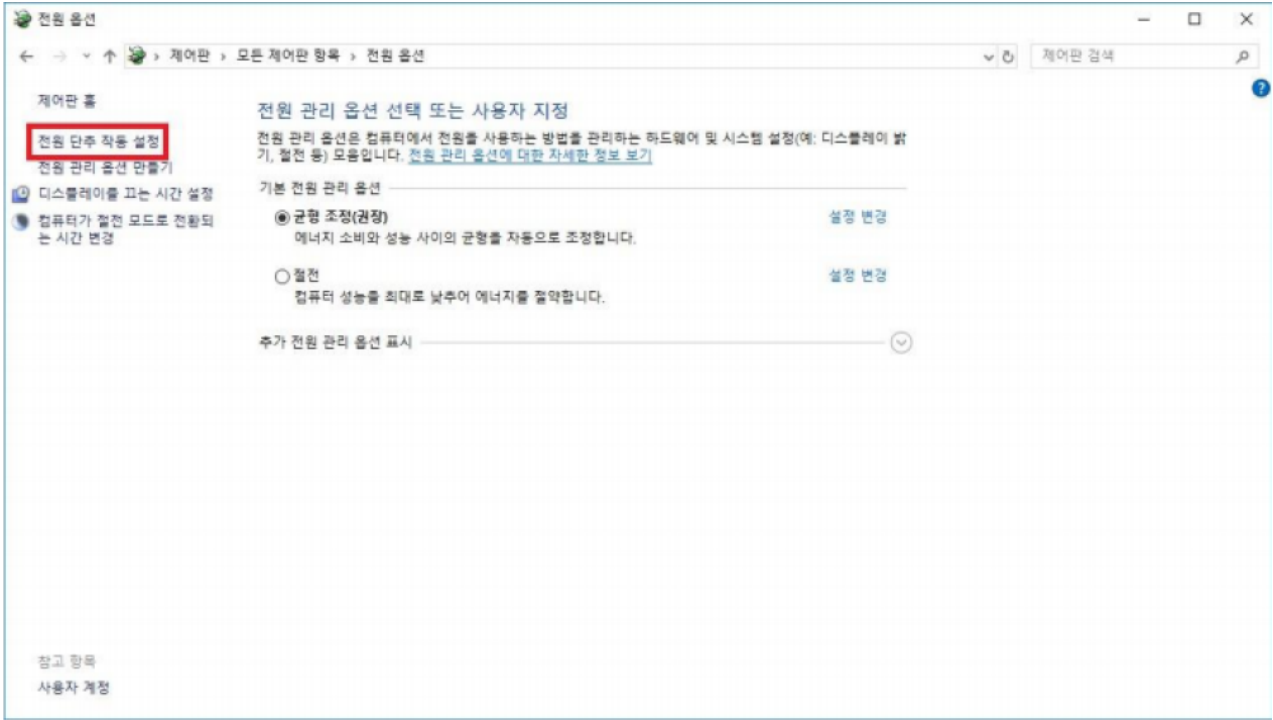 전원 옵션
제어판 › 모든 제어판 항목 › 전원 옵션
제어판 검색
제어판 홈
전원 단추 작동 설정
전원 관리 옵션 만들기
디스플레이를 끄는 시간 설정
컴퓨터가 절전 모드로 전환되
는 시간 변경
전원 관리 옵션 선택 또는 사용자 지정
전원 관리 옵션은 컴퓨터에서 전원을 사용하는 방법을 관리하는 하드웨어 및 시스템 설정(예: 디스플레이 밝
기, 절전 등) 모음입니다. 전원 관리 옵션에 대한 자세한 정보 보기
기본 전원 관리 옵션
균형 조정(권장) 설정 변경
에너지 소비와 성능 사이의 균형을 자동으로 조정합니다.
절전 설정 변경
컴퓨터 성능을 최대로 낮추어 에너지를 절약합니다.
추가 전원 관리 옵션 표시
참고 항목
사용자 계정